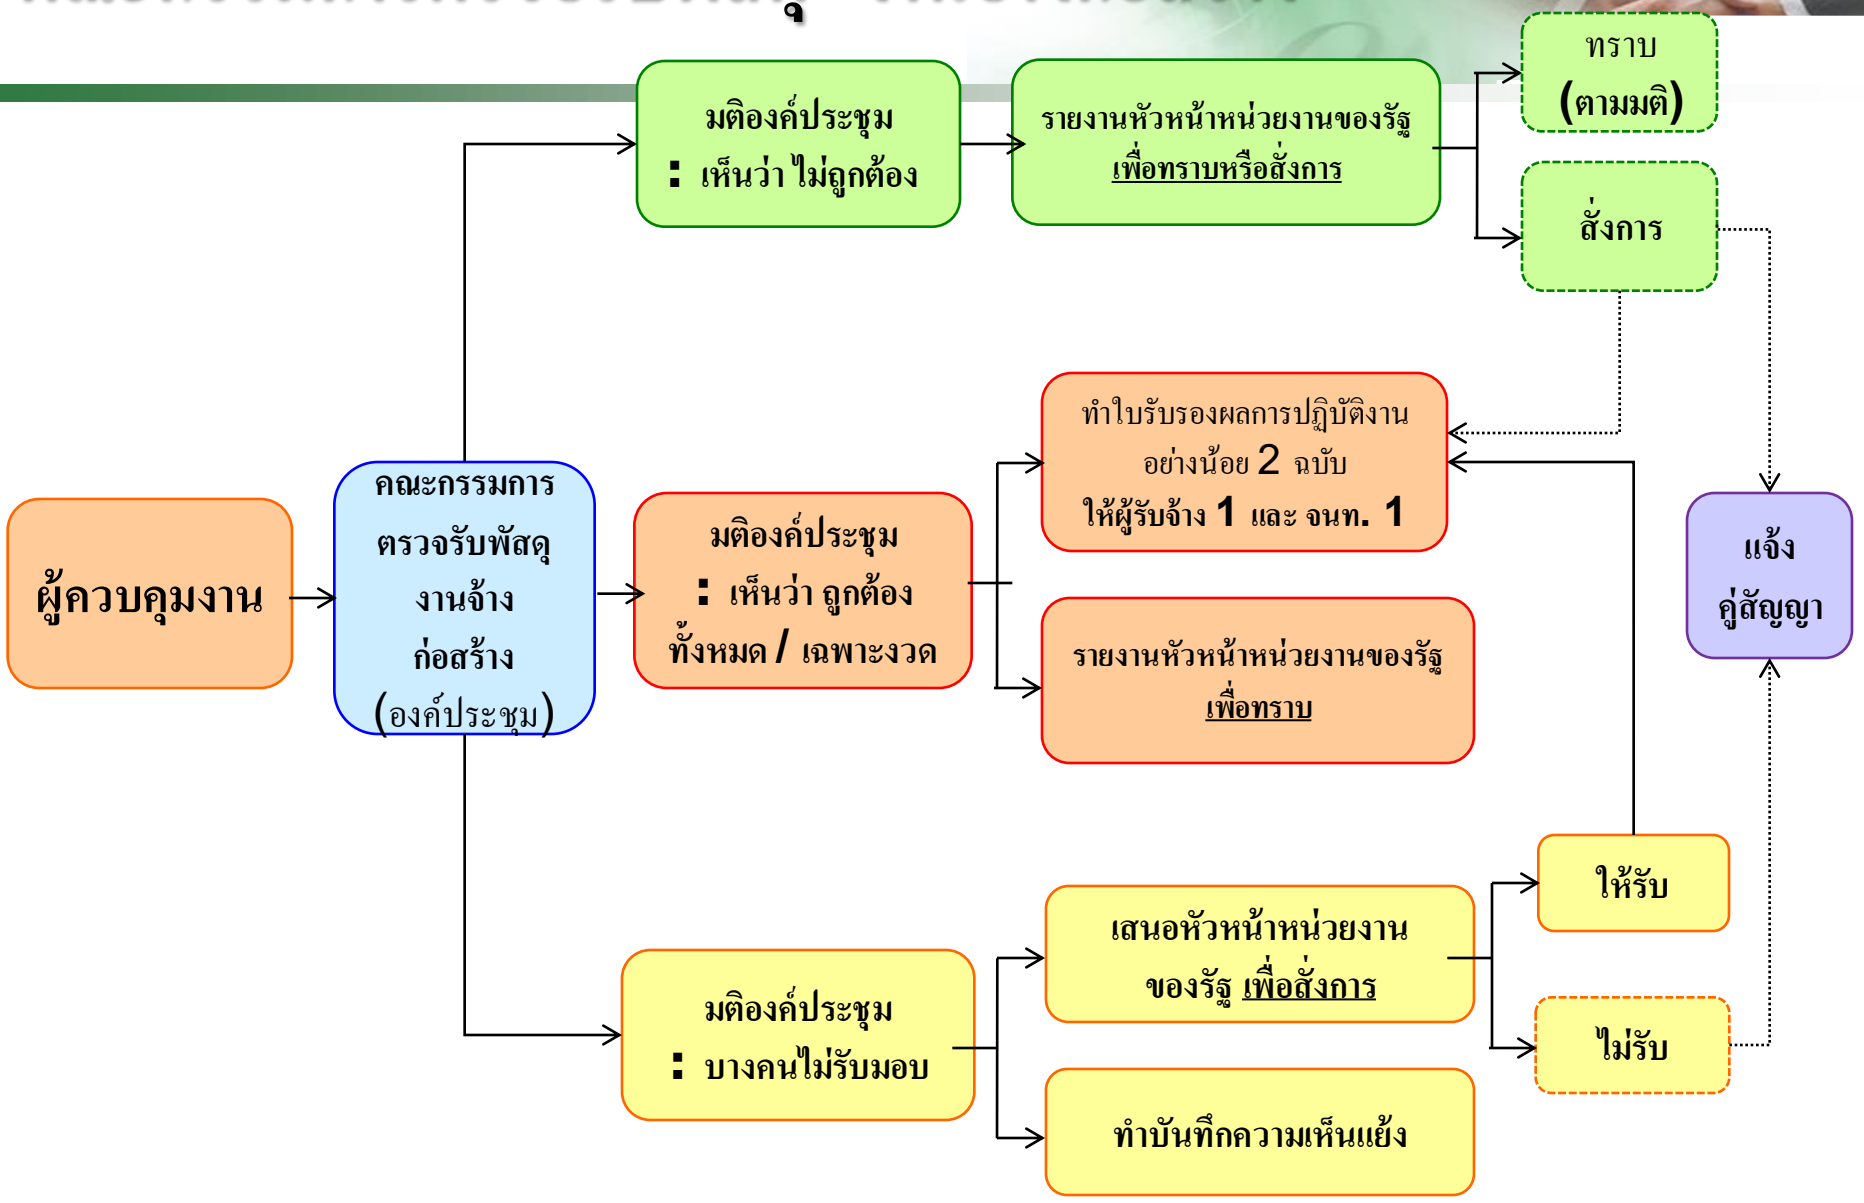 ทราบ
(ตามมติ)
มติองค์ประชุม
: เห็นว่า ไม่ถูกต้อง
รายงานหัวหน้าหน่วยงานของรัฐ
เพื่อทราบหรือสั่งการ
สั่งการ
ทำใบรับรองผลการปฏิบัติงาน
อย่างน้อย 2 ฉบับ
ให้ผู้รับจ้าง 1 และ จนท. 1
คณะกรรมการ
ตรวจรับพัสดุ
งานจ้าง
ก่อสร้าง
(องค์ประชุม)
ผู้ควบคุมงาน
มติองค์ประชุม
: เห็นว่า ถูกต้อง
ทั้งหมด / เฉพาะงวด
แจ้ง
คู่สัญญา
รายงานหัวหน้าหน่วยงานของรัฐ
เพื่อทราบ
ให้รับ
เสนอหัวหน้าหน่วยงาน
ของรัฐ เพื่อสั่งการ
มติองค์ประชุม
: บางคนไม่รับมอบ
ไม่รับ
ทำบันทึกความเห็นแย้ง